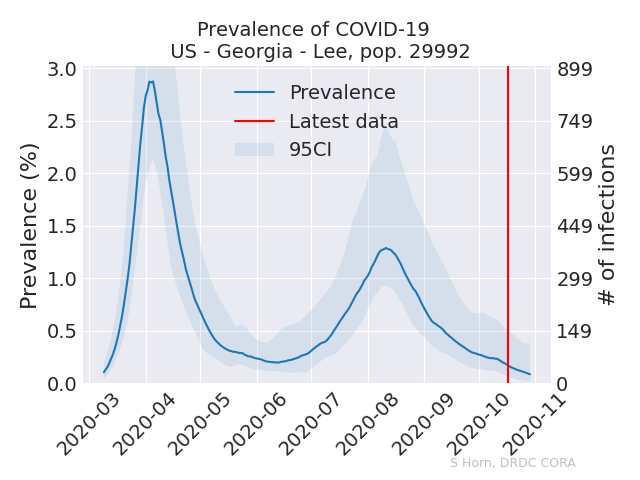 Prevalence of COVID-19
US - Georgia - Lee, pop. 29992
Prevalence
Latest data
95CI
Prevalence (%)
3.0
2.5
2.0
1.5
1.0
0.5
0.0
899
749
599
449
299
149
0
# of infections
2020-03
2020-04
2020-05
2020-06
2020-07
2020-08
2020-09
2020-10
2020-11
S Horn, DRDC CORA